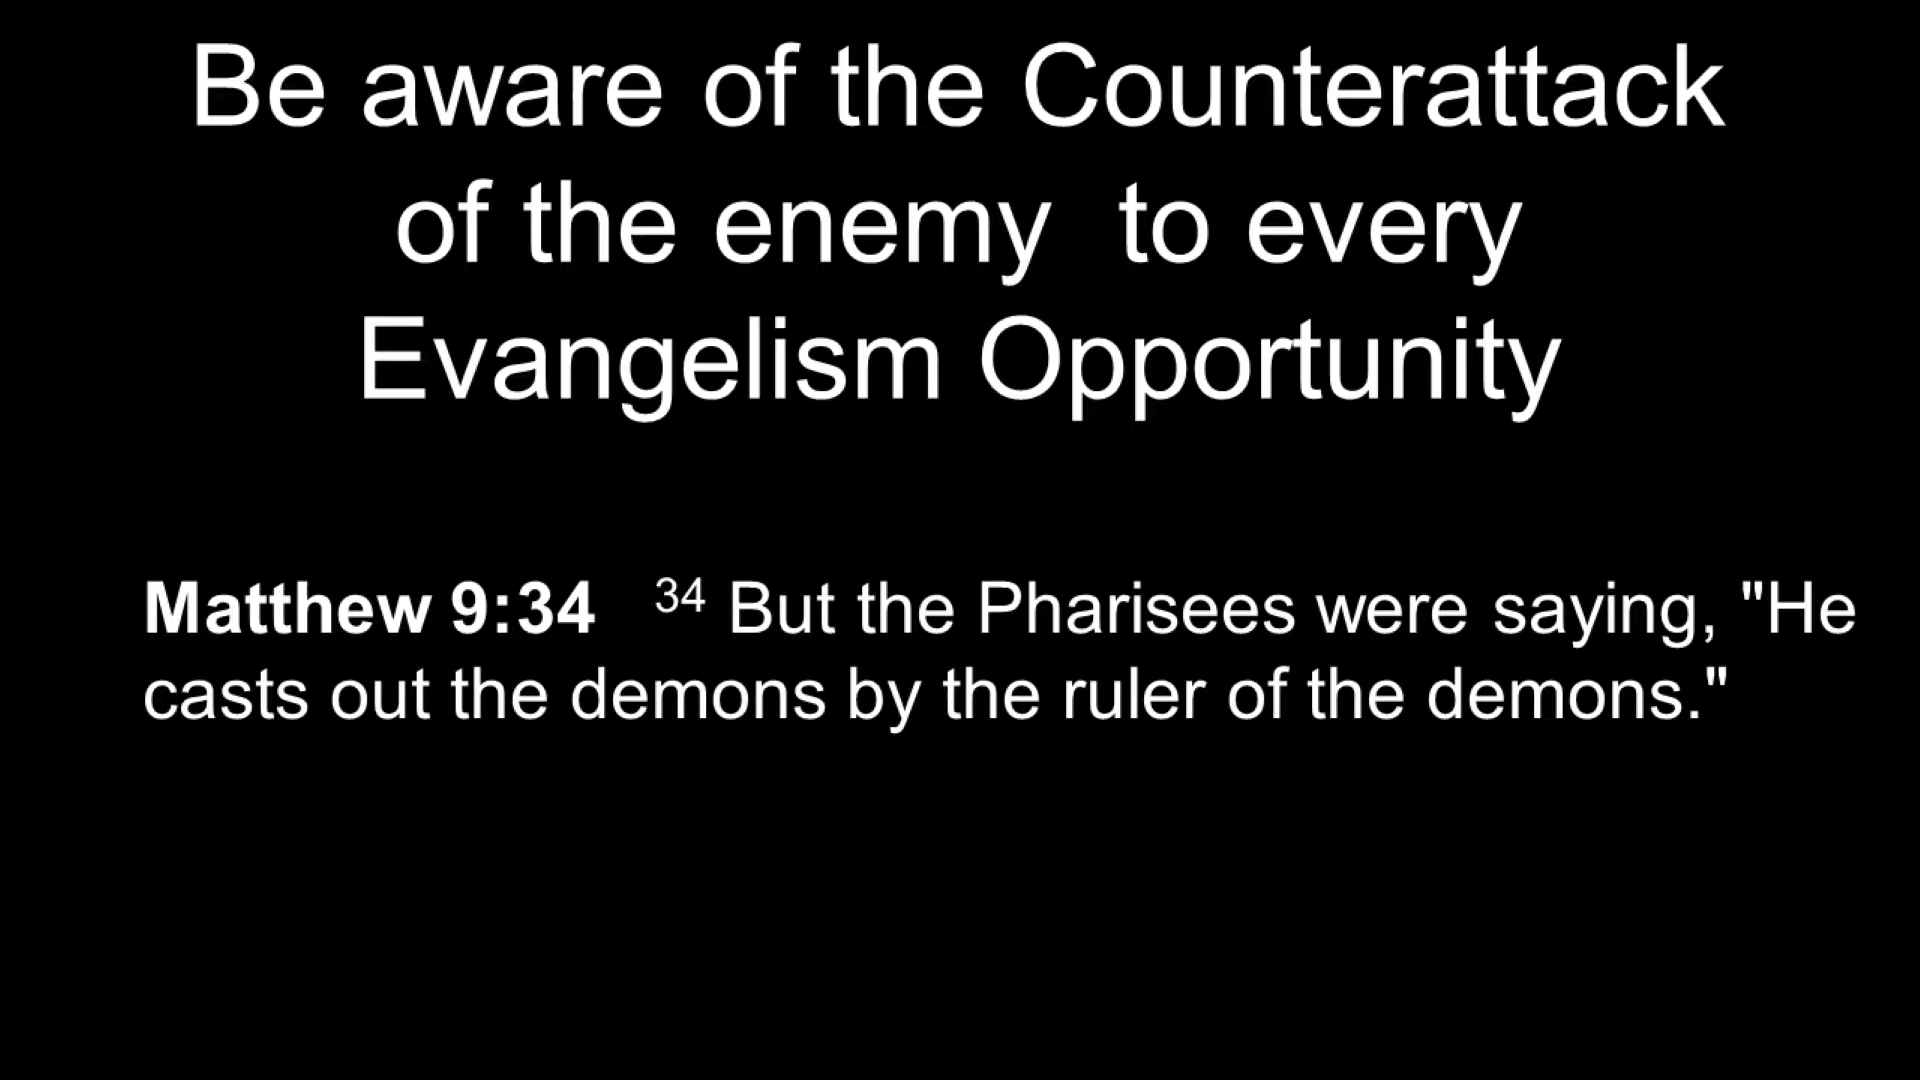 Be aware of the Counterattack
of the enemy  to every
Evangelism Opportunity
Matthew 9:34   34 But the Pharisees were saying, "He
casts out the demons by the ruler of the demons."